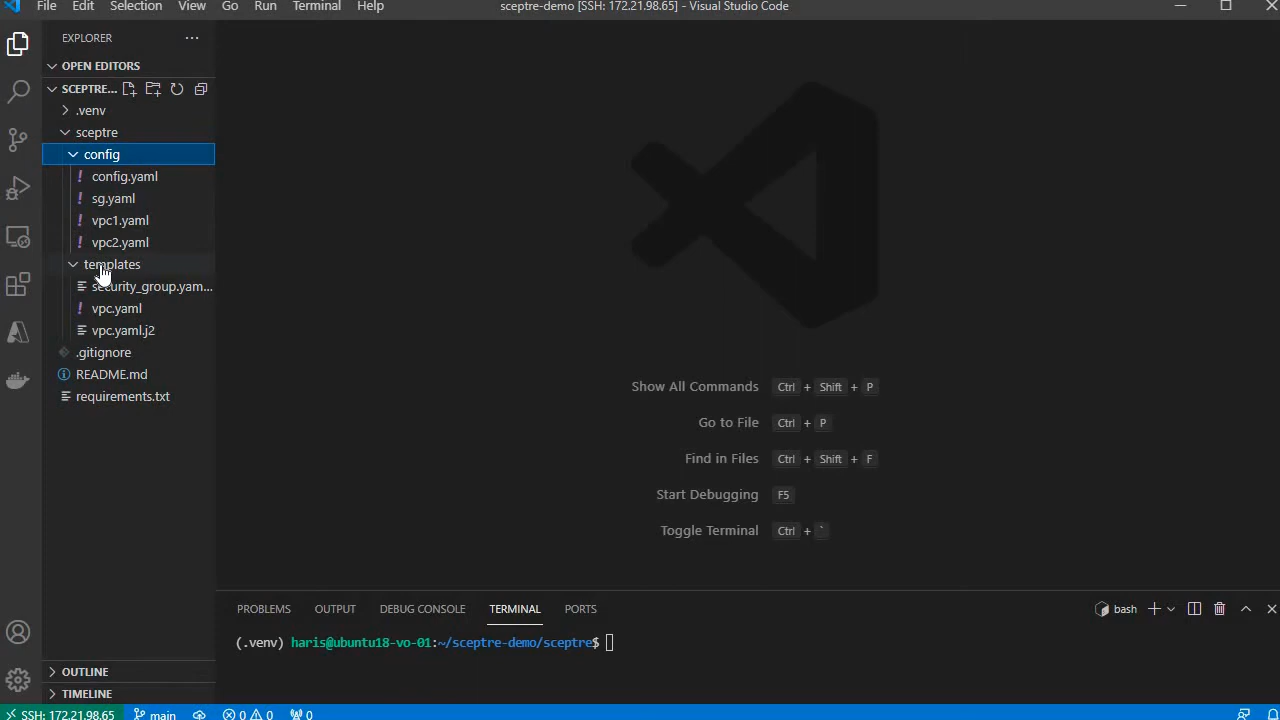 File Edit Selection View Go Run Terminal Help
sceptre-demo [SSH: 172.21.98.65] - Visual Studio Code
EXPLORER
OPEN EDITORS
SCEPTRE...
.venv
sceptre
config
config.yaml
sg.yaml
vpc1.yaml
vpc2.yaml
templates
security_group.yam...
vpc.yaml
vpc.yaml.j2
.gitignore
README.md
requirements.txt
OUTLINE
TIMELINE
Show All Commands Ctrl + Shift + P
Go to File Ctrl + P
Find in Files Ctrl + Shift + F
Start Debugging F5
Toggle Terminal Ctrl + `
PROBLEMS OUTPUT DEBUG CONSOLE TERMINAL PORTS
bash
(.venv) haris@ubuntu18-vo-01:~/sceptre-demo/sceptre$
SSH: 172.21.98.65 main 0 0 0